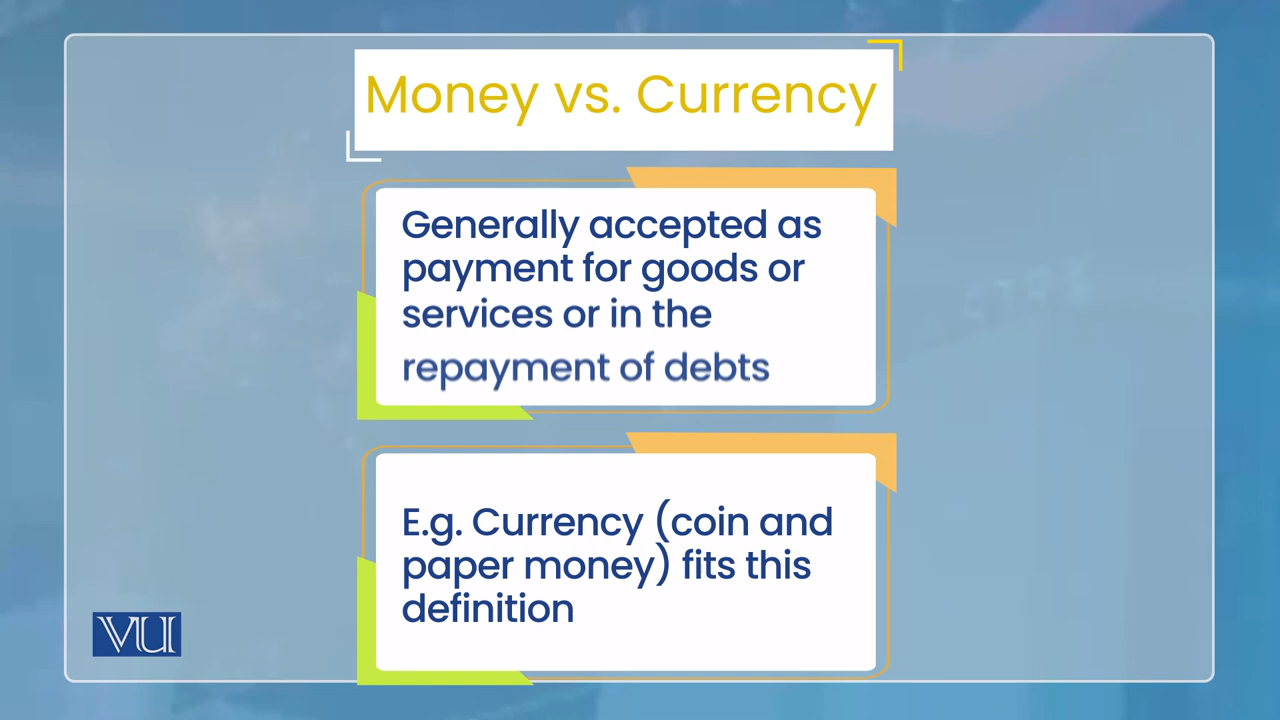 Money vs. Currency
Generally accepted as
payment for goods or
services or in the
repayment of debts
E.g. Currency (coin and
paper money) fits this
definition
VU